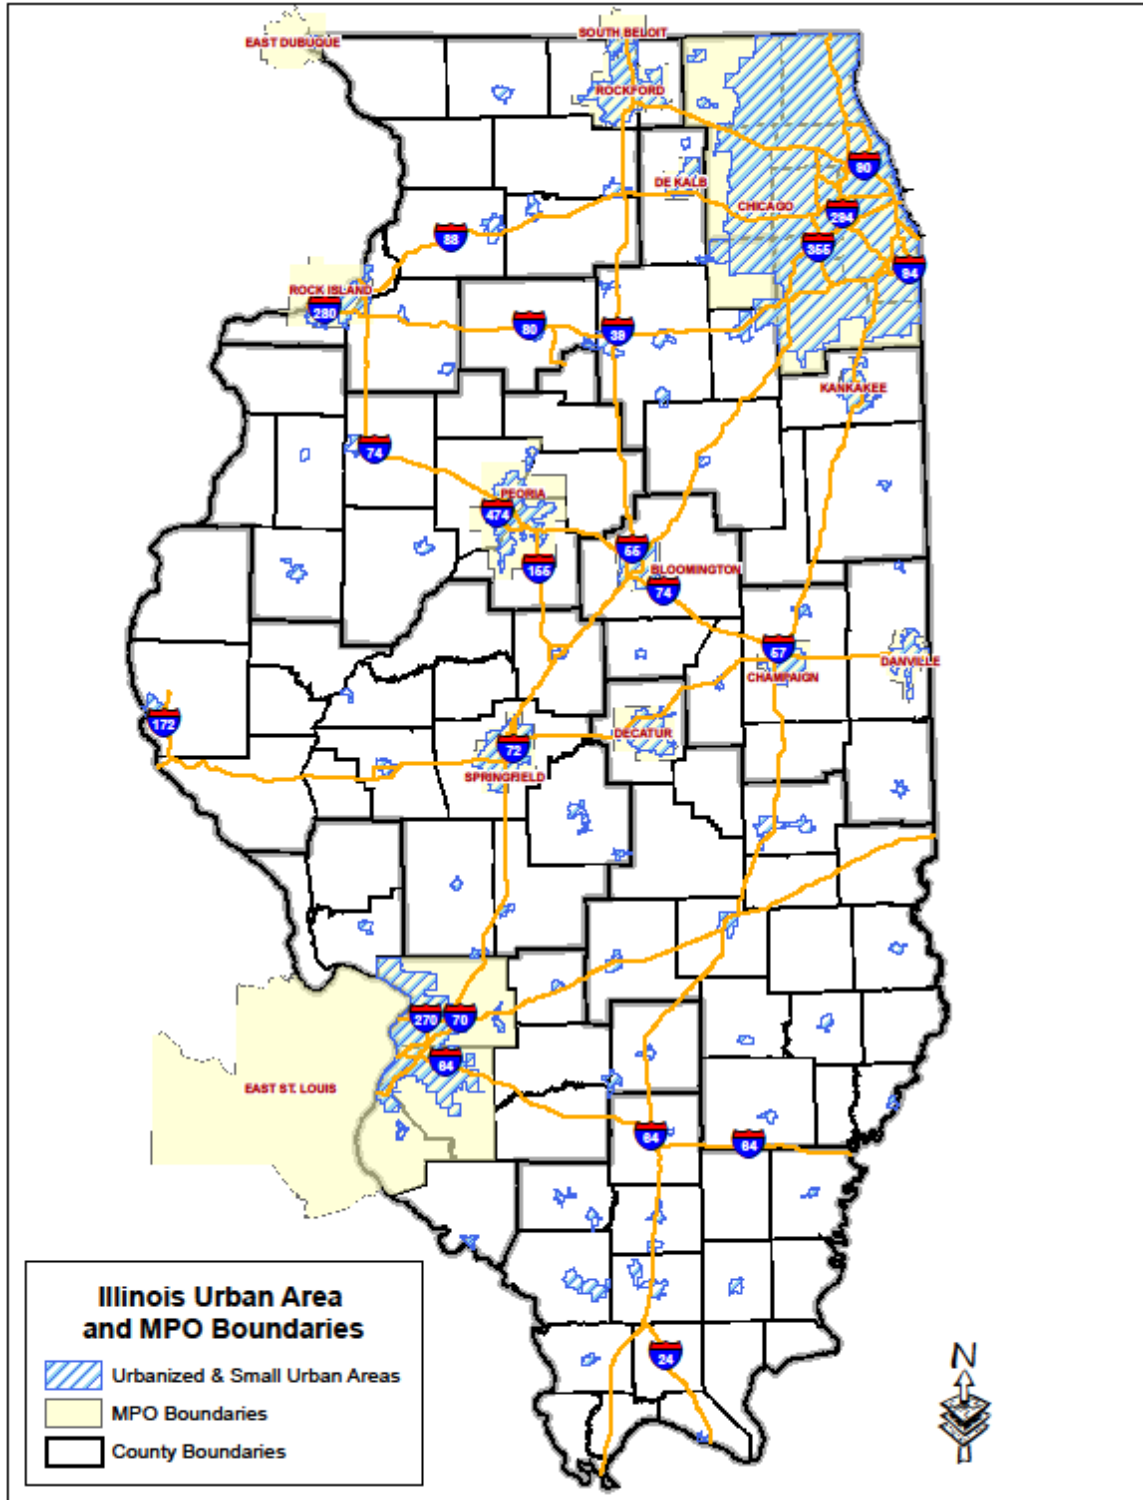 SOUTH BELOIT
EAST DUBUQUE
ROCKFORD
90
DE KALB
CHICAGO
294
88
355
94
ROCK ISLAND
280
80
39
KANKAKEE
74
PEORIA
474
55
155
BLOOMINGTON
74
57
DANVILLE
CHAMPAIGN
172
DECATUR
72
SPRINGFIELD
270
70
64
EAST ST. LOUIS
64
64
24
Illinois Urban Area
and MPO Boundaries
Urbanized & Small Urban Areas
MPO Boundaries
County Boundaries
N